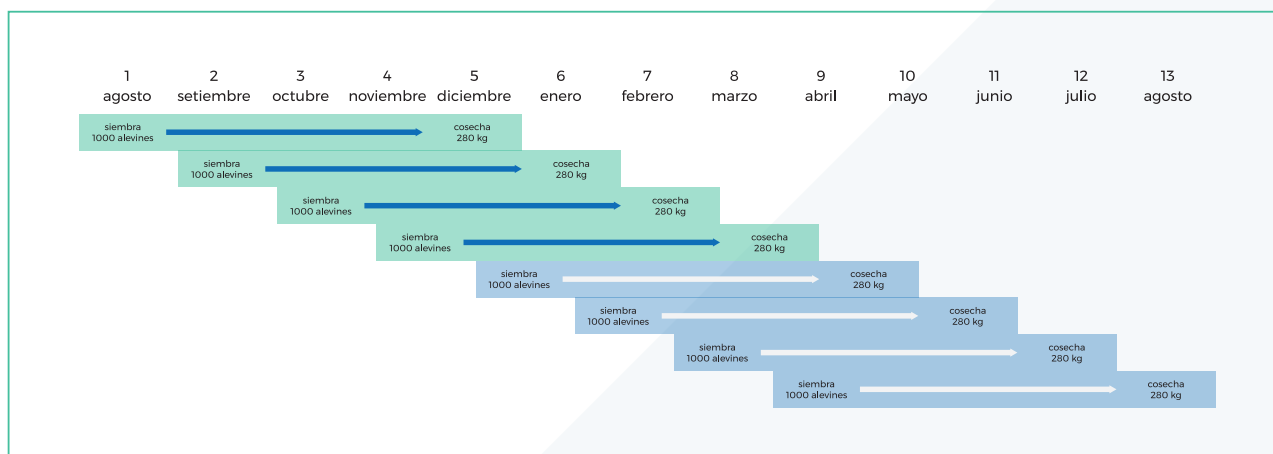 1 2 3 4 5 6 7 8 9 10 11 12 13
agosto setiembre octubre noviembre diciembre enero febrero marzo abril mayo junio julio agosto
siembra cosecha
1000 alevines 280 kg
siembra cosecha
1000 alevines 280 kg
siembra cosecha
1000 alevines 280 kg
siembra cosecha
1000 alevines 280 kg
siembra cosecha
1000 alevines 280 kg
siembra cosecha
1000 alevines 280 kg
siembra cosecha
1000 alevines 280 kg
siembra cosecha
1000 alevines 280 kg